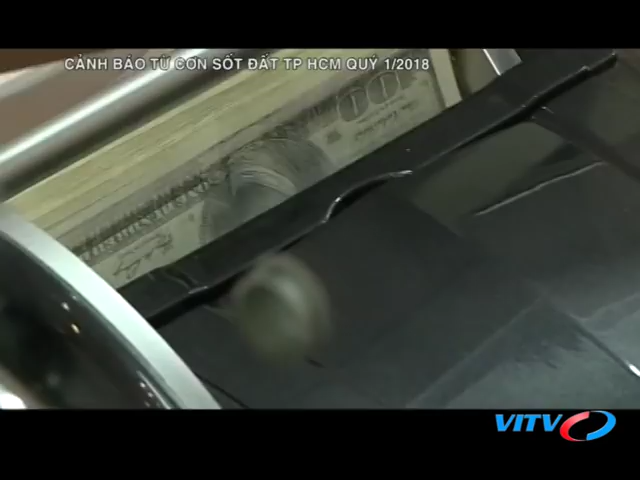 CẢNH BÁO TỪ CƠN SỐT ĐẤT TP HCM QUÝ 1/2018
100
VITV